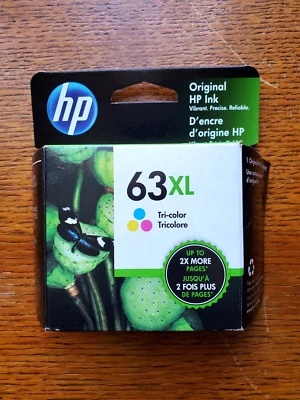 hp
Original
HP Ink
Vibrant. Precise. Reliable.
D'encre
d'origine HP
63XL
Tri-color
Tricolore
UP TO
2X MORE
PAGES
JUSQU'À
2 FOIS PLUS
DE PAGES